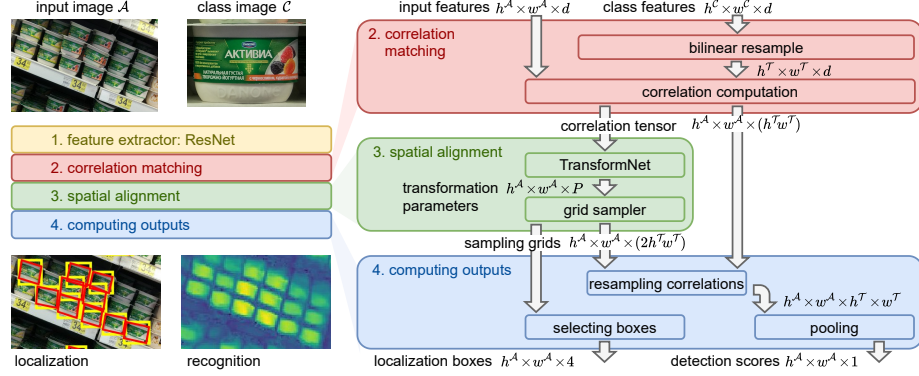 input image 𝒜
class image 𝒞
АКТИВИА
34
34
34
1. feature extractor: ResNet
2. correlation matching
3. spatial alignment
4. computing outputs
localization
recognition
input features h^𝒜 × w^𝒜 × d
class features h^𝒞 × w^𝒞 × d
2. correlation
matching
bilinear resample
h^𝒯 × w^𝒯 × d
correlation computation
correlation tensor h^𝒜 × w^𝒜 × (h^𝒯w^𝒯)
3. spatial alignment
TransformNet
transformation h^𝒜 × w^𝒜 × P
parameters
grid sampler
sampling grids h^𝒜 × w^𝒜 × (2h^𝒯w^𝒯)
4. computing outputs
resampling correlations
h^𝒜 × w^𝒜 × h^𝒯 × w^𝒯
selecting boxes
pooling
localization boxes h^𝒜 × w^𝒜 × 4
detection scores h^𝒜 × w^𝒜 × 1